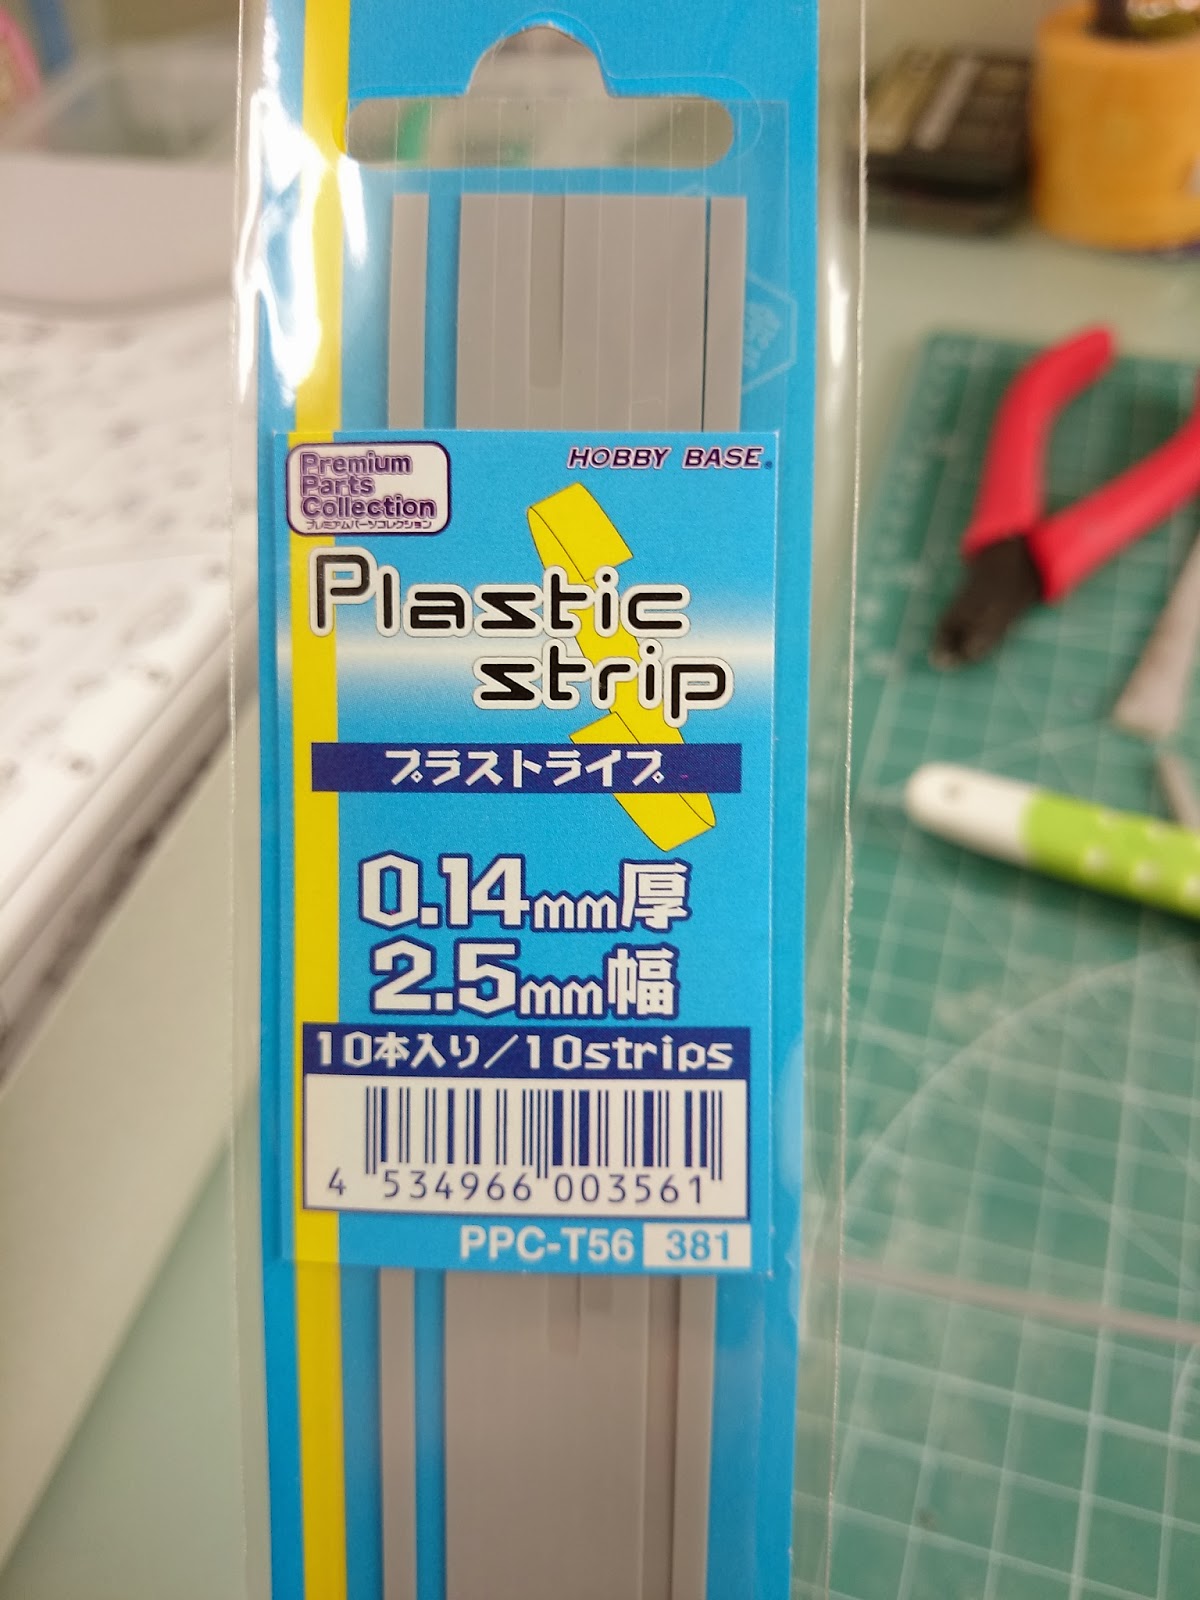 Premium
Parts
Collection
プレミアムパーツコレクション
HOBBY BASE
Plastic
strip
プラストライプ
0.14mm厚
2.5mm幅
10本入り/10strips
4 534966 003561
PPC-T56 381